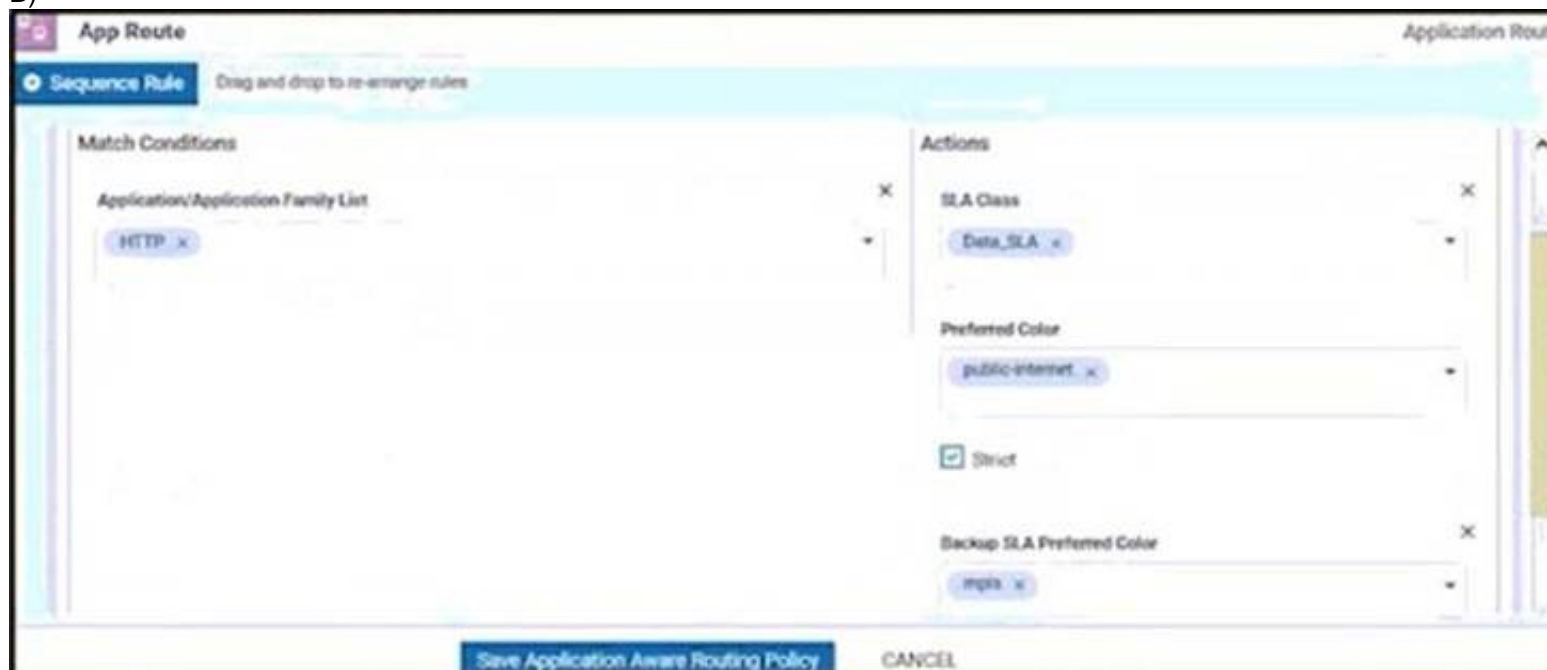 App Route
Application Rout
Sequence Rule
Drag and drop to re-arrange rules
Match Conditions
Actions
Application/Application Family List
SLA Class
HTTP ×
Data_SLA ×
Preferred Color
public-internet ×
Strict
Backup SLA Preferred Color
mpls ×
Save Application Aware Routing Policy
CANCEL